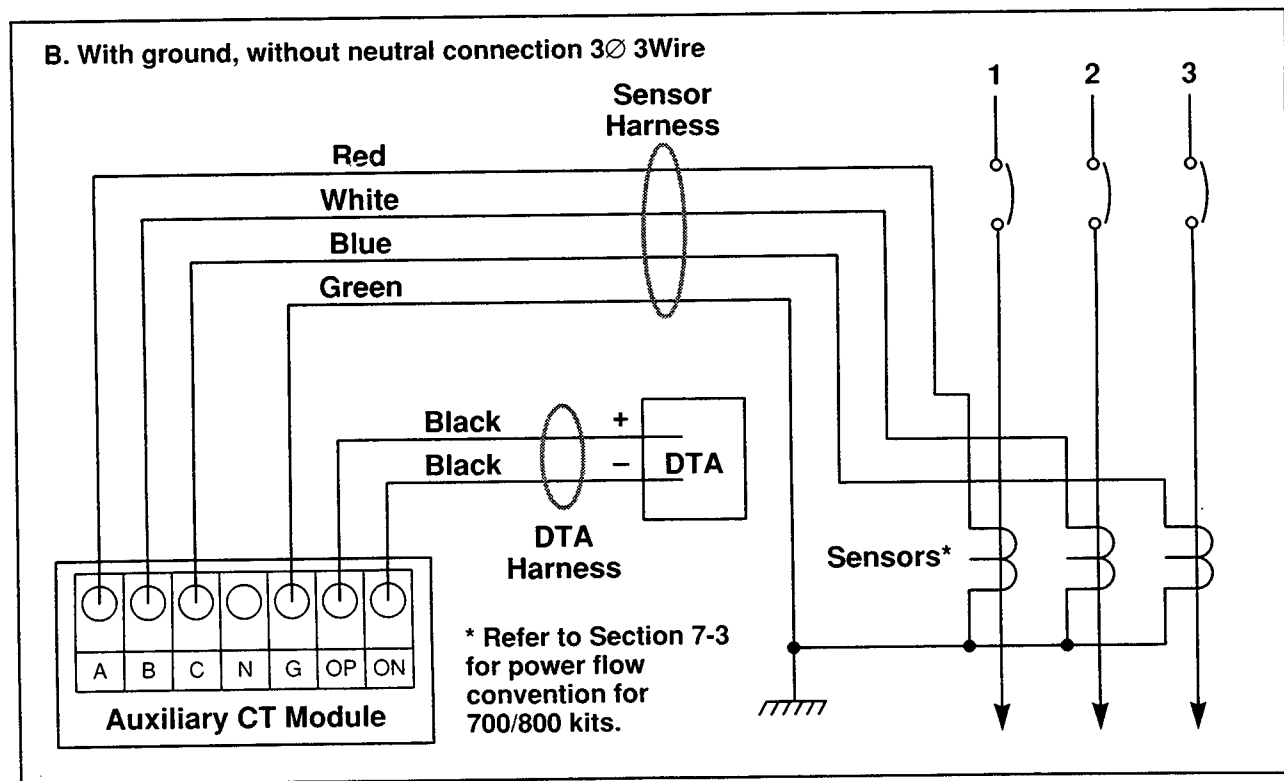 B. With ground, without neutral connection 3∅ 3Wire
1 2 3
Sensor
Harness
Red
White
Blue
Green
Black +
Black –
DTA
DTA
Harness
Sensors*
A B C N G OP ON
Auxiliary CT Module
* Refer to Section 7-3
for power flow
convention for
700/800 kits.